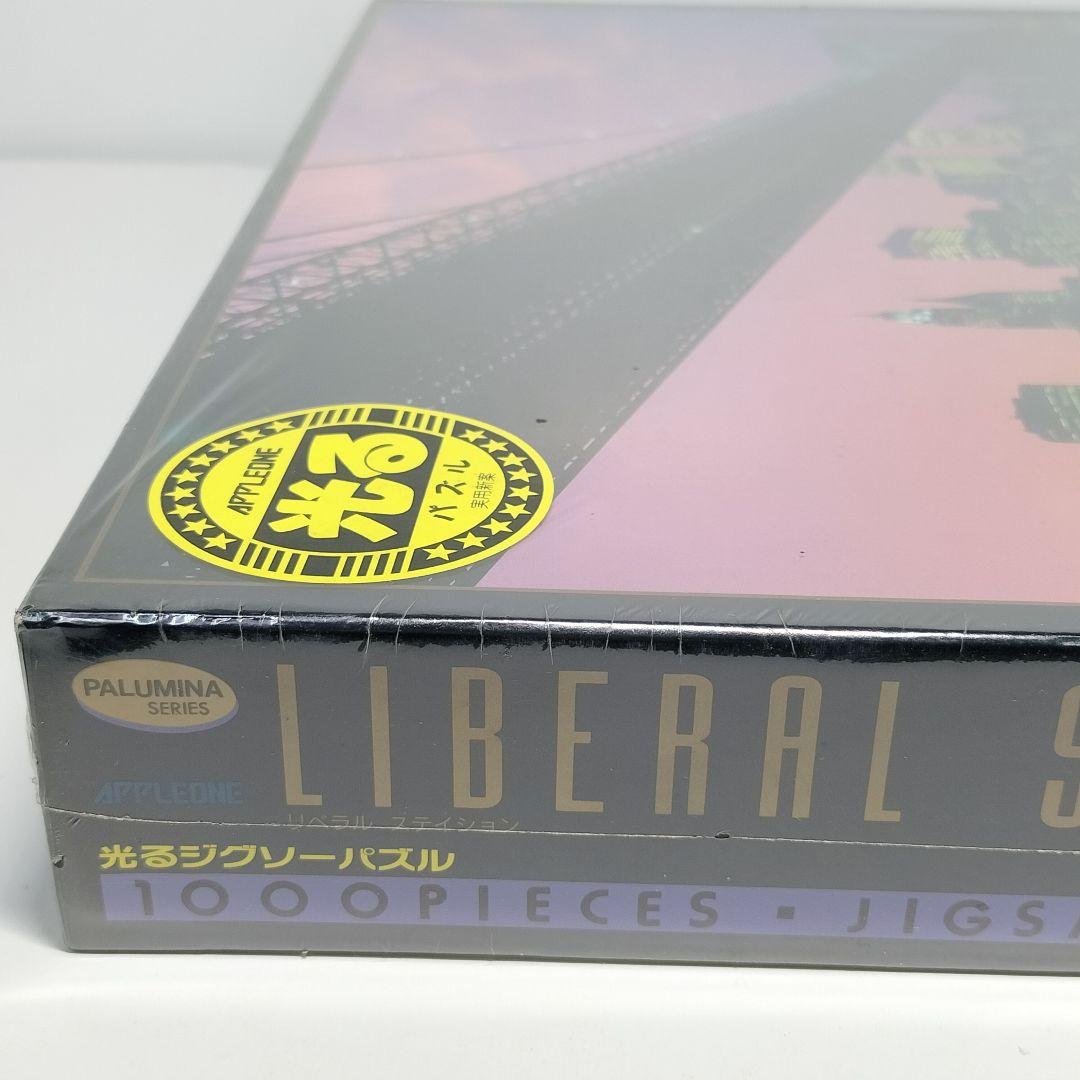 APPLEONE
光る
パズル
実用新案
PALUMINA
SERIES
LIBERAL S
APPLEONE
リベラル ステイション
光るジグソーパズル
1000PIECES・JIGSA